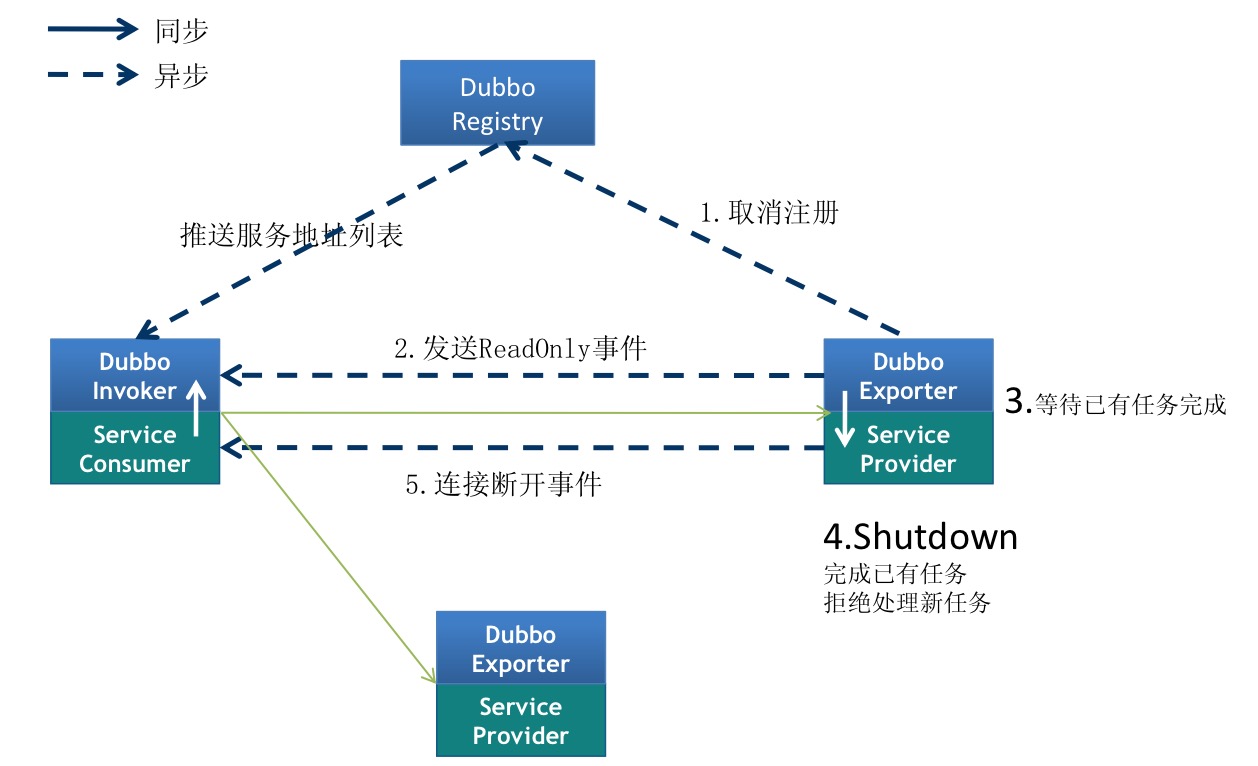 同步
异步
Dubbo
Registry
1.取消注册
推送服务地址列表
2.发送ReadOnly事件
Dubbo
Invoker
Service
Consumer
Dubbo
Exporter
Service
Provider
3.等待已有任务完成
5.连接断开事件
4.Shutdown
完成已有任务
拒绝处理新任务
Dubbo
Exporter
Service
Provider